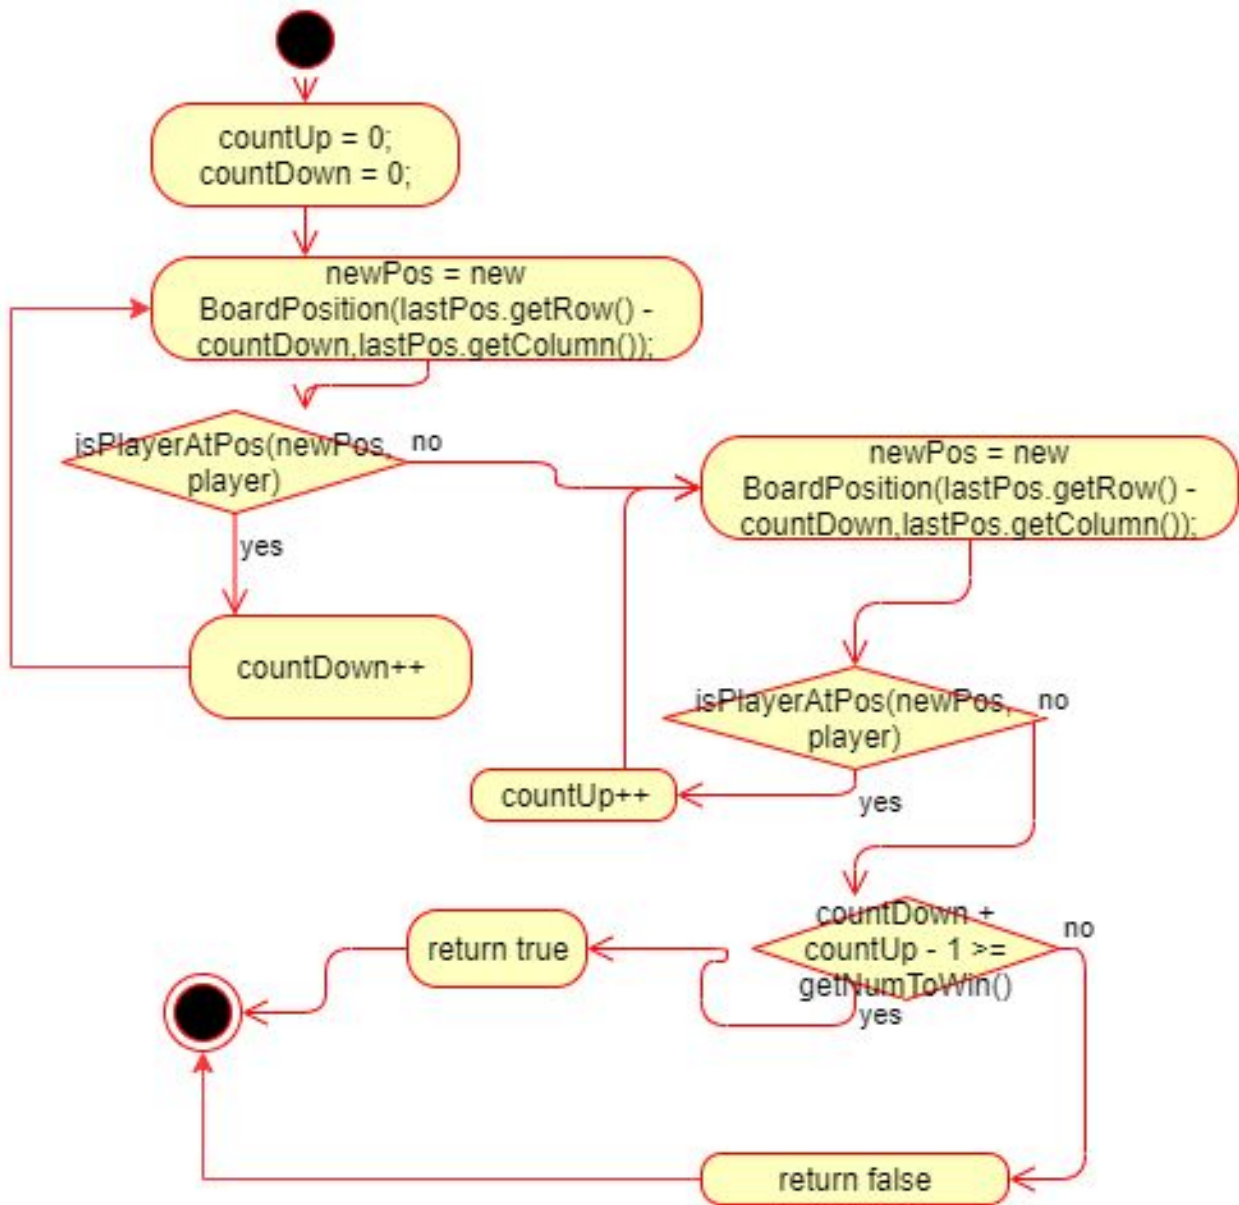 countUp = 0;
countDown = 0;
newPos = new
BoardPosition(lastPos.getRow() -
countDown,lastPos.getColumn());
isPlayerAtPos(newPos,
player)
no
yes
countDown++
newPos = new
BoardPosition(lastPos.getRow() -
countDown,lastPos.getColumn());
isPlayerAtPos(newPos,
player)
no
yes
countUp++
countDown +
countUp - 1 >=
getNumToWin()
no
yes
return true
return false